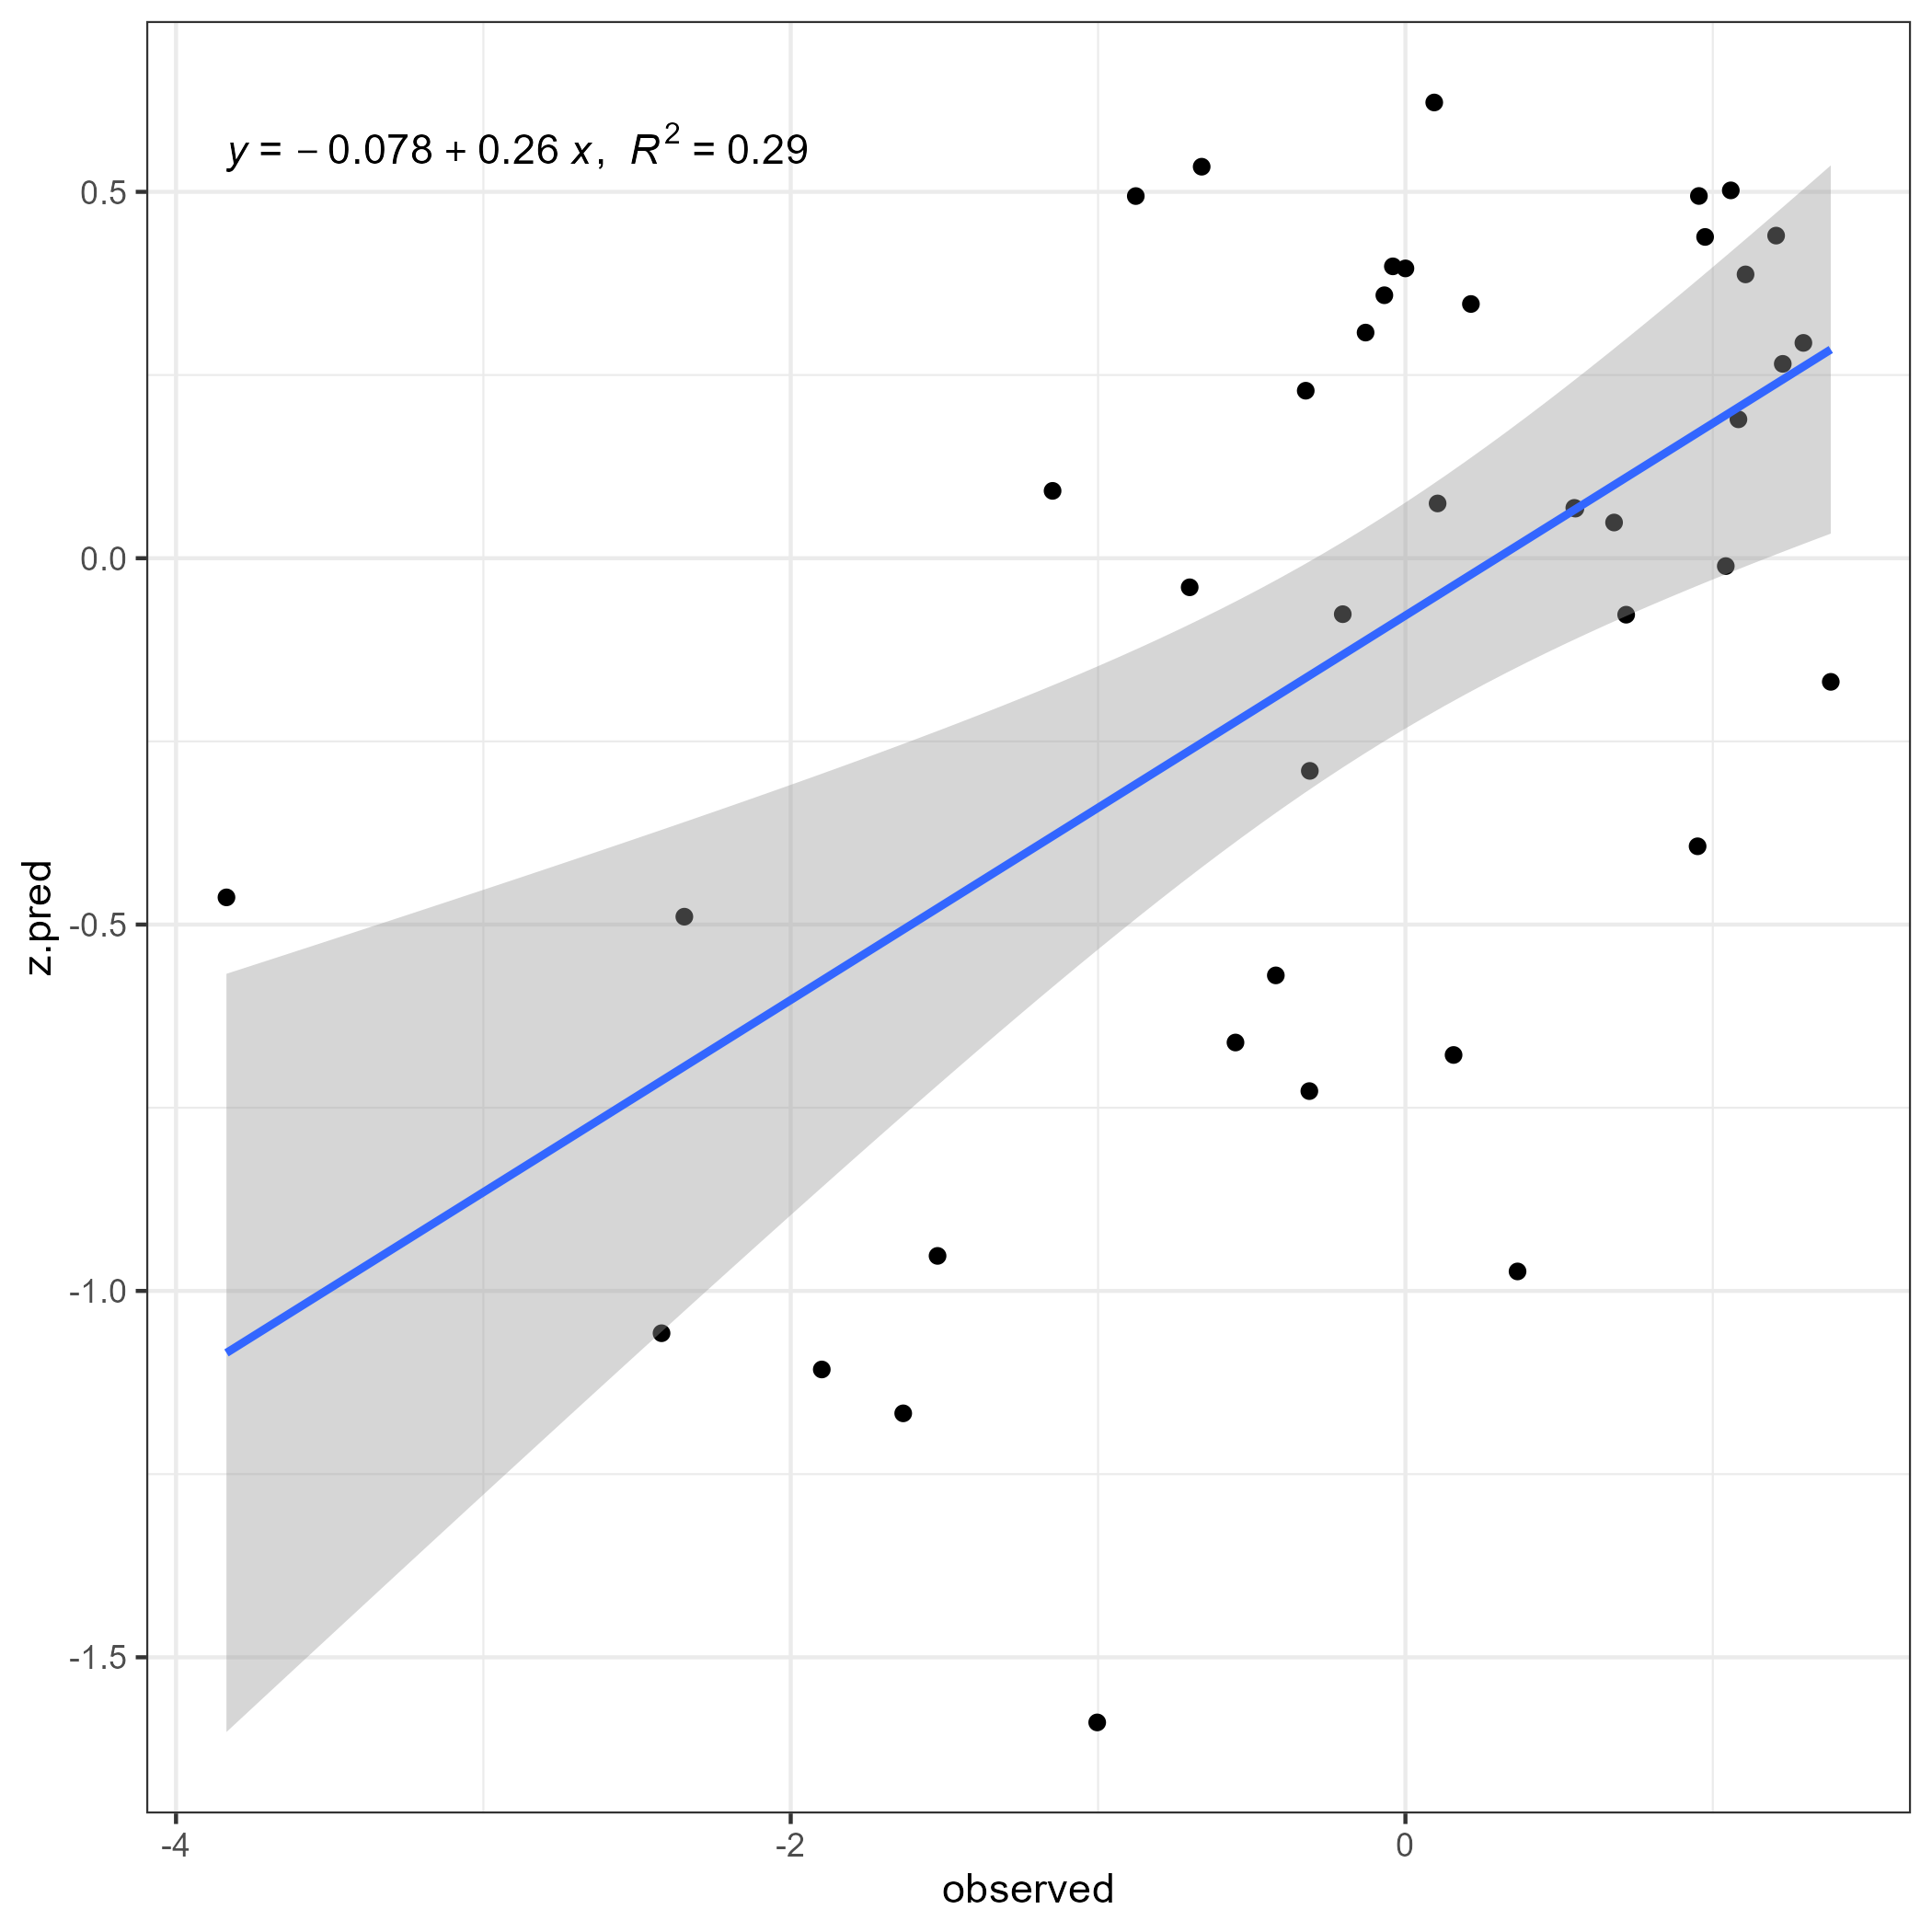 y = − 0.078 + 0.26 x, R² = 0.29
0.5
0.0
-0.5
-1.0
-1.5
z.pred
-4 -2 0
observed